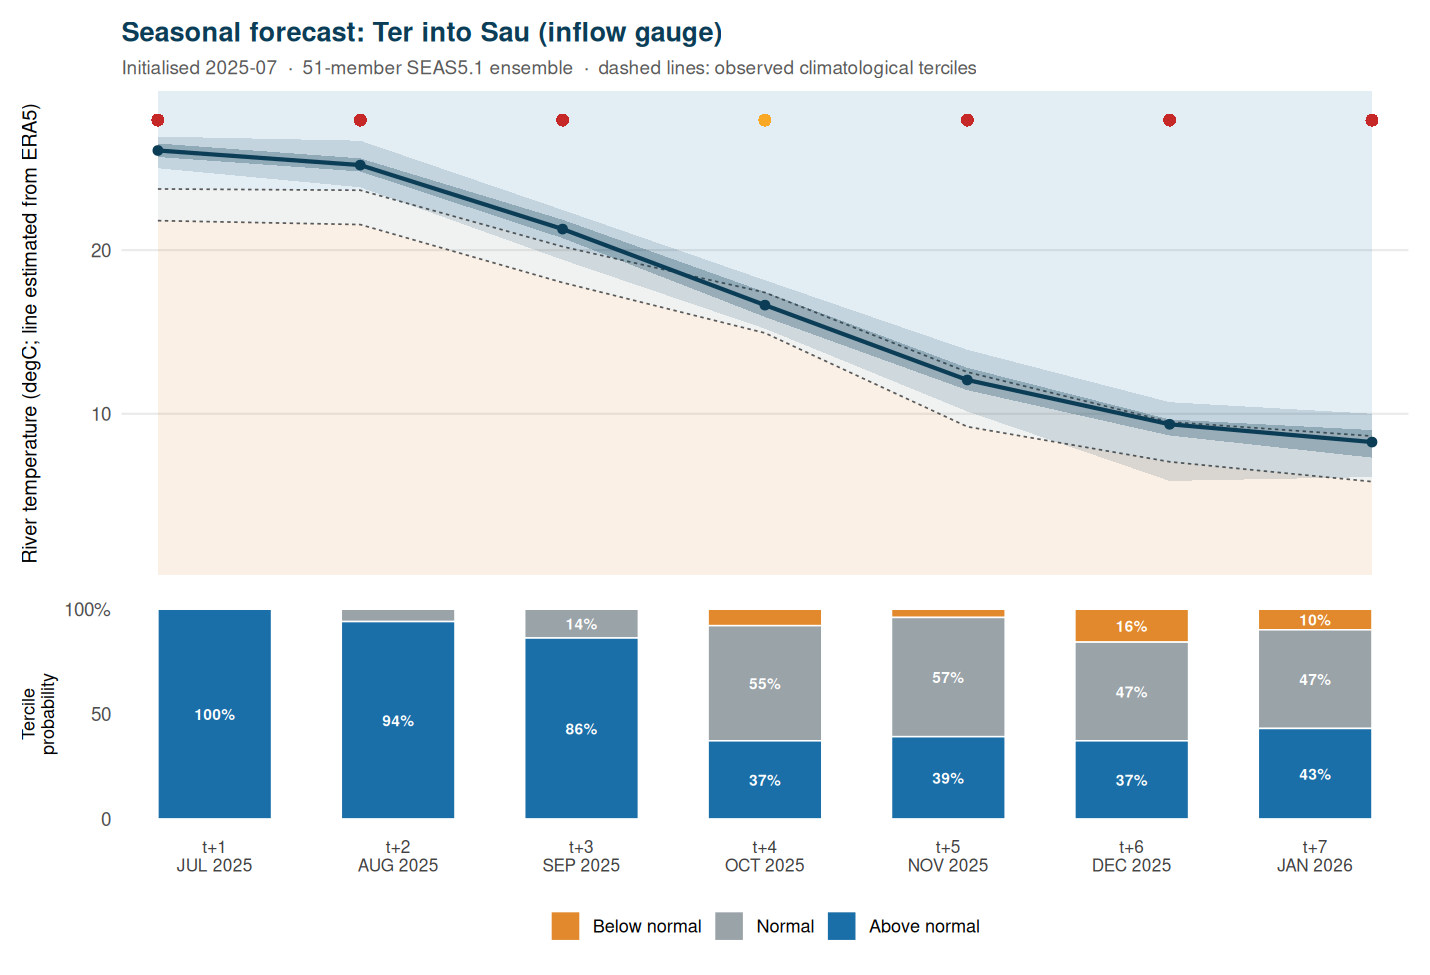 Seasonal forecast: Ter into Sau (inflow gauge)
Initialised 2025-07 · 51-member SEAS5.1 ensemble · dashed lines: observed climatological terciles
River temperature (degC; line estimated from ERA5)
20
10
Tercile
probability
100%
50
0
100%
94%
14%
86%
55%
37%
57%
39%
16%
47%
37%
10%
47%
43%
t+1
JUL 2025
t+2
AUG 2025
t+3
SEP 2025
t+4
OCT 2025
t+5
NOV 2025
t+6
DEC 2025
t+7
JAN 2026
Below normal
Normal
Above normal